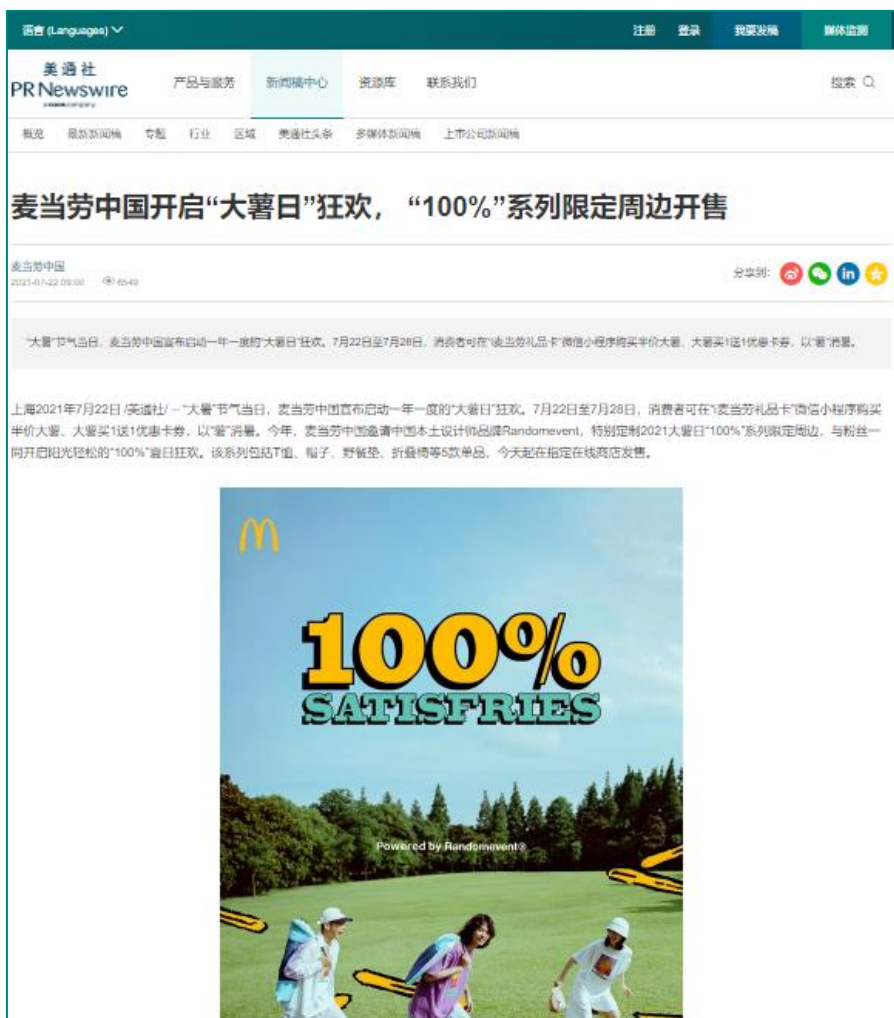 语言 (Languages)
注册 登录 我要发稿 媒体监测
美通社
PR Newswire
产品与服务 新闻稿中心 资源库 联系我们
搜索
概览 最新新闻稿 专题 行业 区域 美通社头条 多媒体新闻稿 上市公司新闻稿
麦当劳中国开启“大薯日”狂欢， “100%”系列限定周边开售
麦当劳中国
2021-07-22 09:00 6549
分享到:
“大暑”节气当日，麦当劳中国宣布启动一年一度的“大薯日”狂欢。7月22日至7月28日，消费者可在“i麦当劳礼品卡”微信小程序购买半价大薯、大薯买1送1优惠卡券，以“薯”消暑。
上海2021年7月22日 /美通社/ -- “大暑”节气当日，麦当劳中国宣布启动一年一度的“大薯日”狂欢。7月22日至7月28日，消费者可在“i麦当劳礼品卡”微信小程序购买
半价大薯、大薯买1送1优惠卡券，以“薯”消暑。今年，麦当劳中国邀请中国本土设计师品牌Randomevent，特别定制2021大薯日“100%”系列限定周边，与粉丝一
同开启阳光轻松的“100%”夏日狂欢。该系列包括T恤、帽子、野餐垫、折叠椅等5款单品，今天起在指定在线商店发售。
100%
SATISFRIES
Powered by Randomevent®